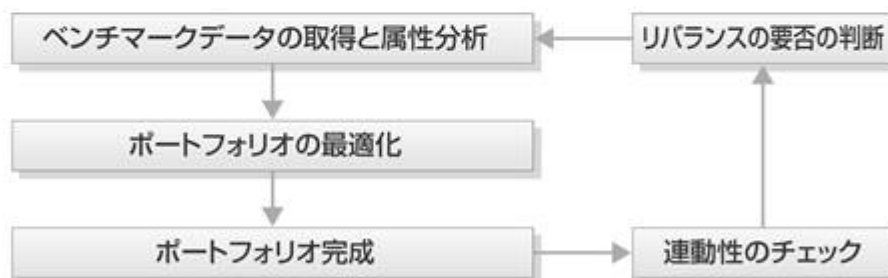 ベンチマークデータの取得と属性分析
リバランスの要否の判断
ポートフォリオの最適化
ポートフォリオ完成
連動性のチェック